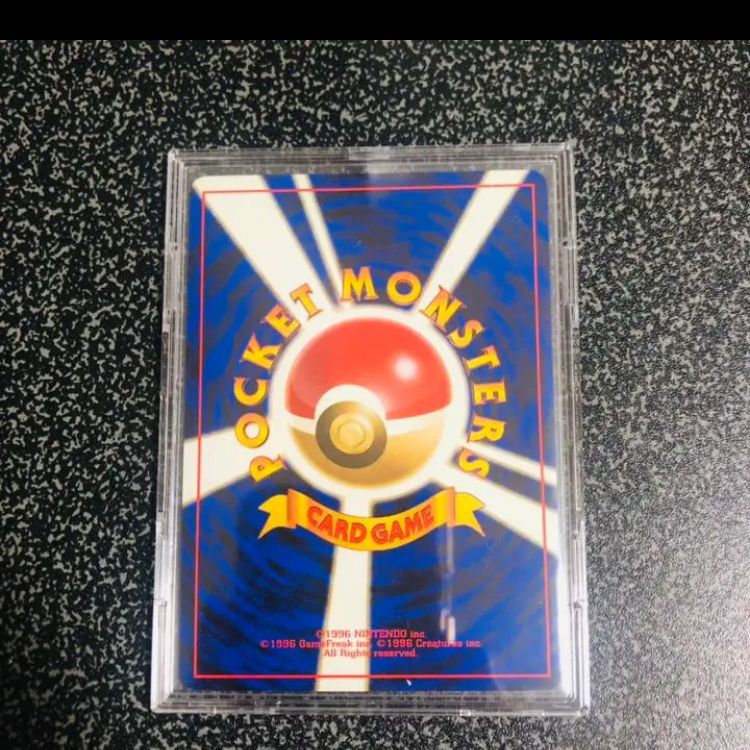 POCKET MONSTERS
CARD GAME
©1996 NINTENDO inc.
©1996 GameFreak inc. ©1996 Creatures inc.
All Rights reserved.